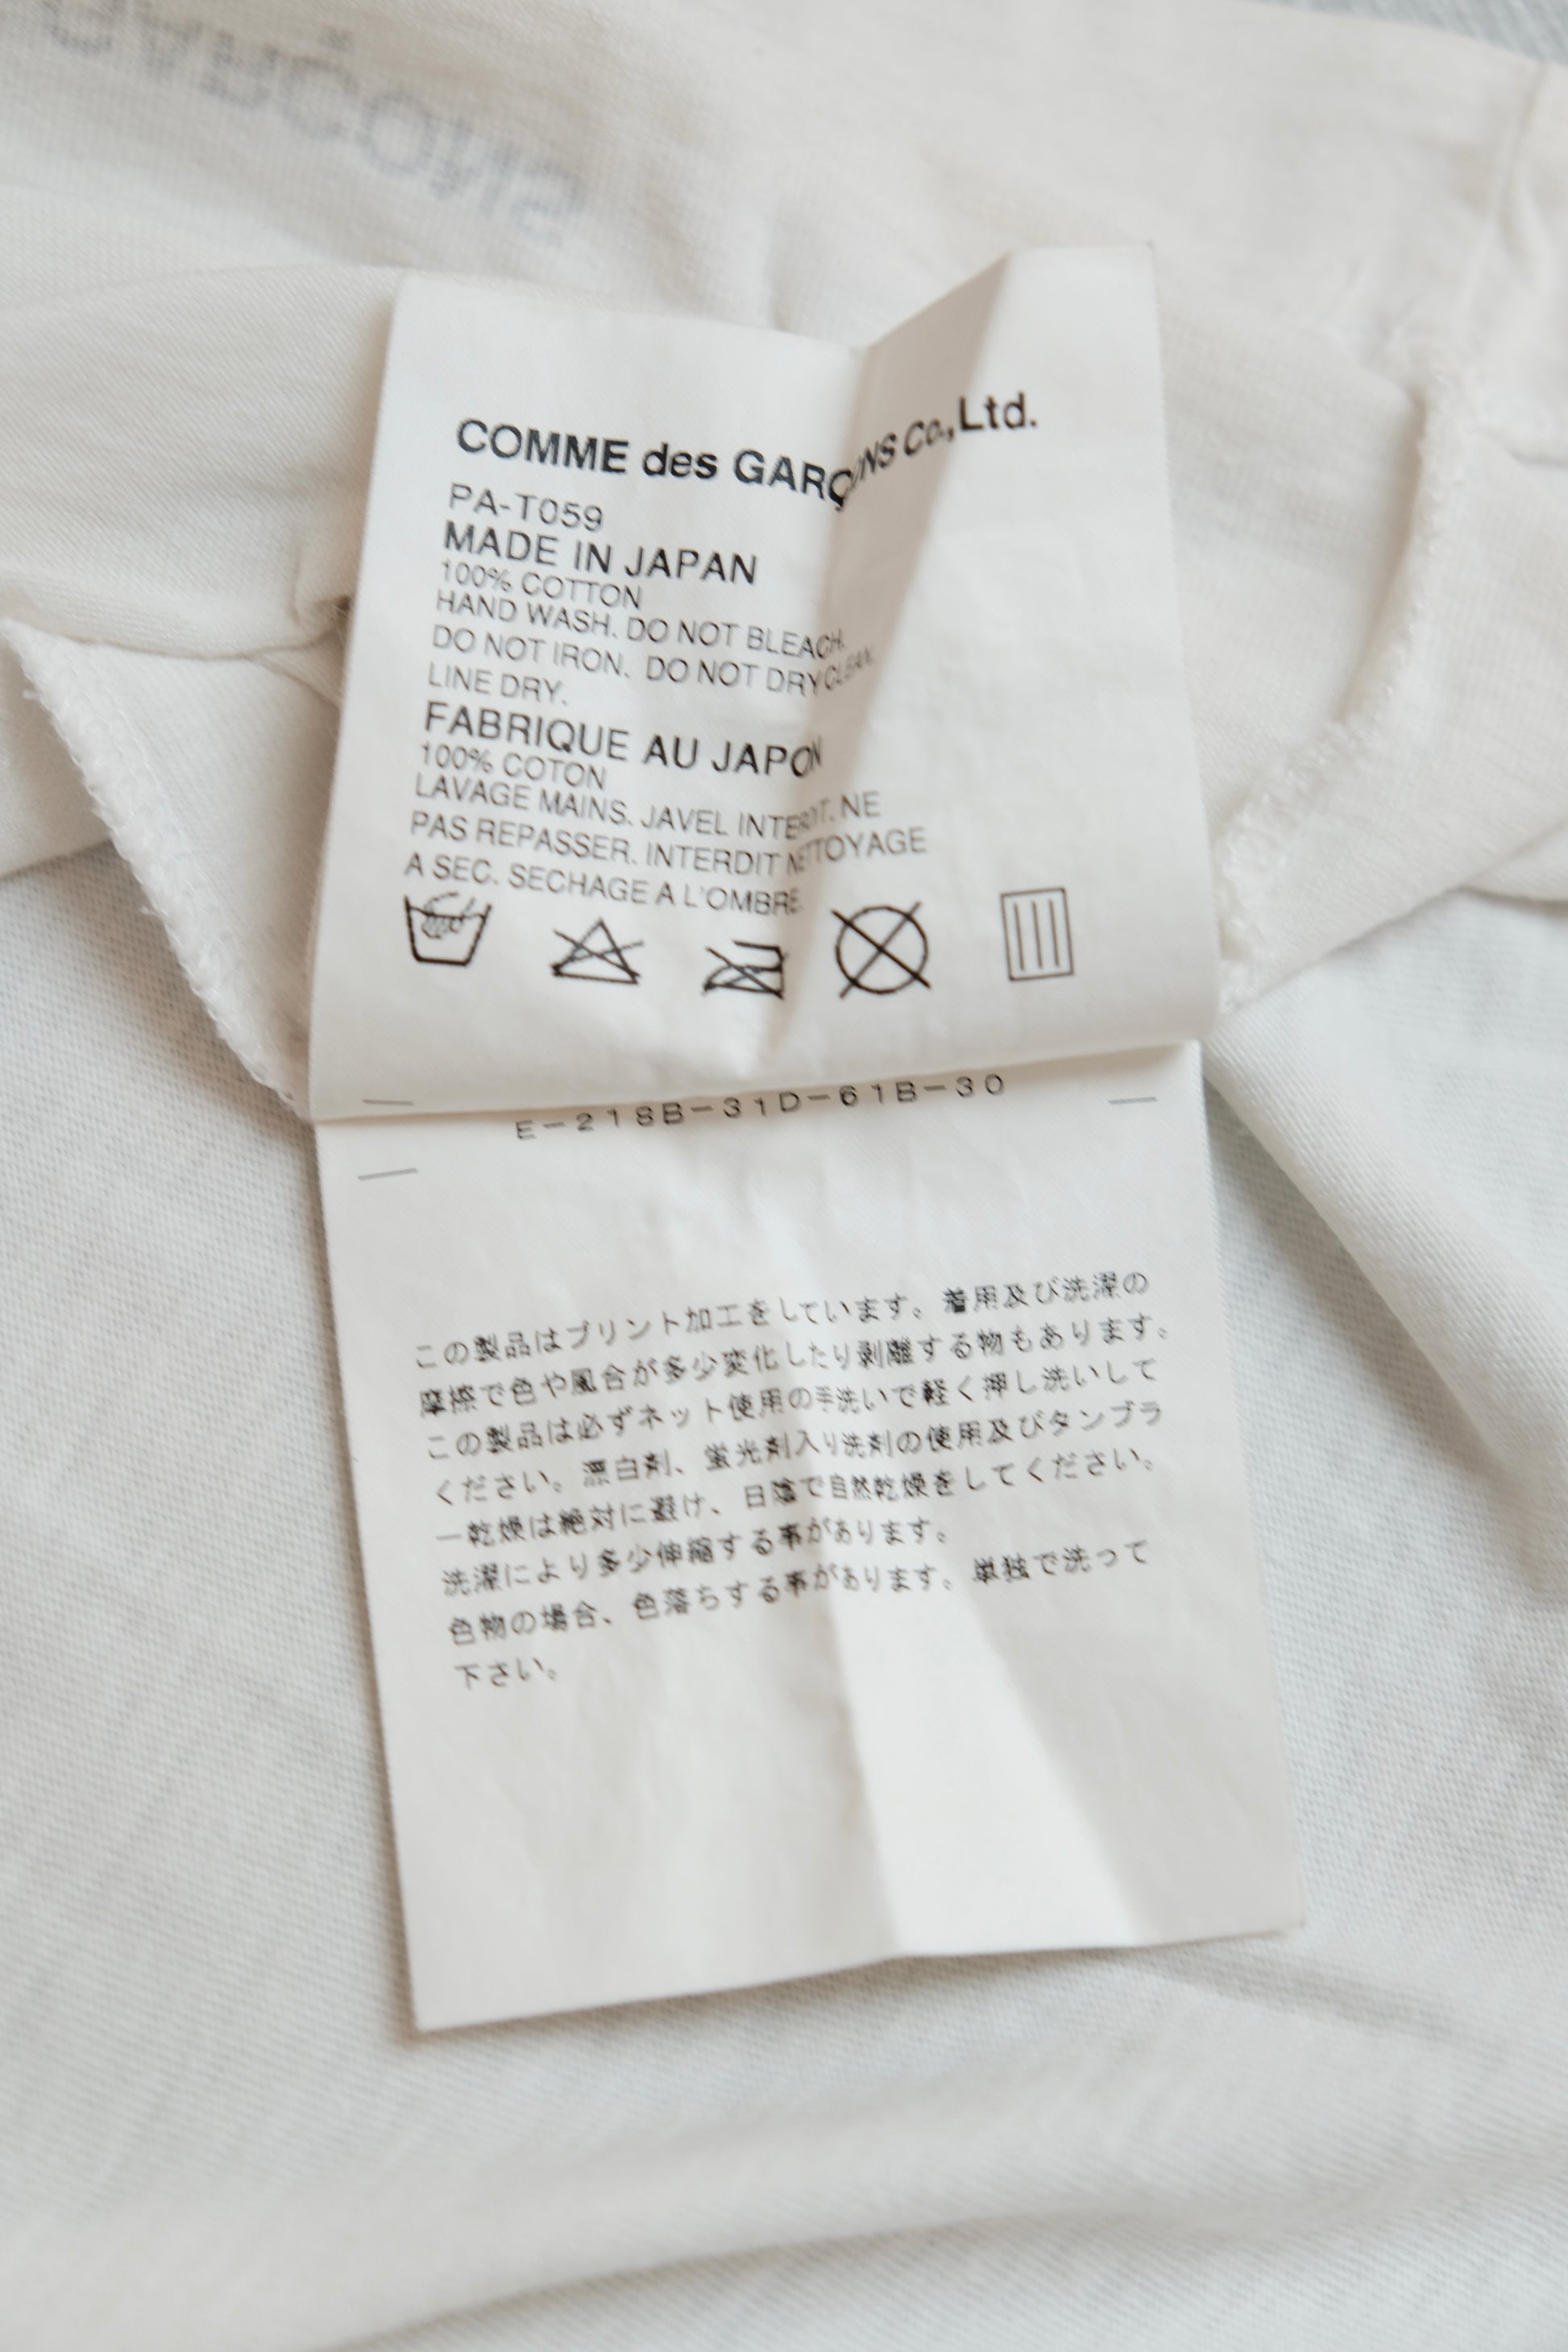 GARÇONS
COMME des GARÇONS Co.,Ltd.
PA-T059
MADE IN JAPAN
100% COTTON
HAND WASH. DO NOT BLEACH.
DO NOT IRON. DO NOT DRY CLEAN.
LINE DRY.
FABRIQUE AU JAPON
100% COTON
LAVAGE MAINS. JAVEL INTERDIT. NE
PAS REPASSER. INTERDIT NETTOYAGE
A SEC. SECHAGE A L'OMBRE.
E-218B-31D-61B-30
この製品はプリント加工をしています。着用及び洗濯の
摩擦で色や風合が多少変化したり剥離する物もあります。
この製品は必ずネット使用の手洗いで軽く押し洗いして
ください。漂白剤、蛍光剤入り洗剤の使用及びタンブラ
ー乾燥は絶対に避け、日陰で自然乾燥をしてください。
洗濯により多少伸縮する事があります。
色物の場合、色落ちする事があります。単独で洗って
下さい。